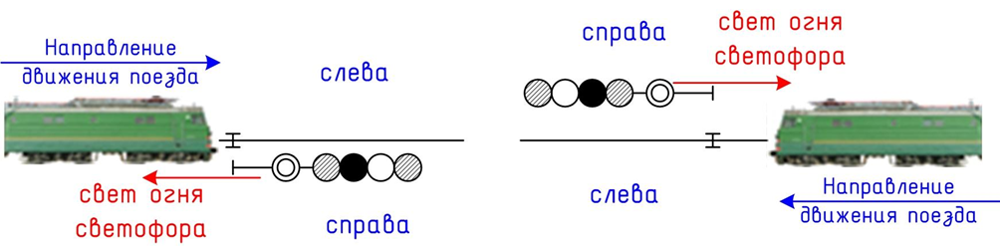 Направление
движения поезда
слева
свет огня
светофора
справа
справа
свет огня
светофора
слева
Направление
движения поезда